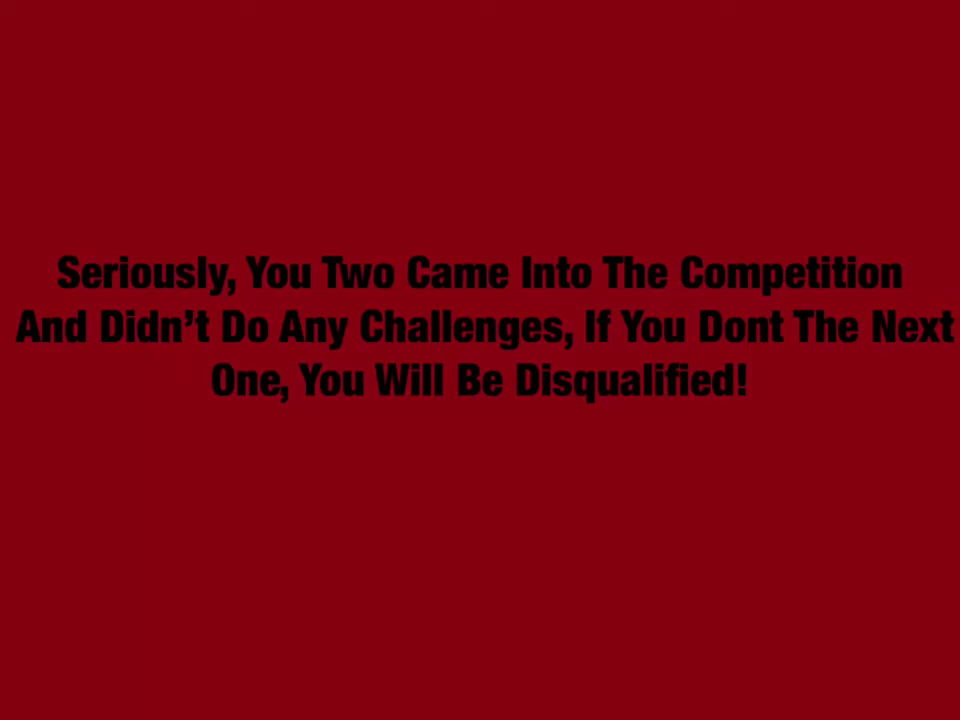 Seriously, You Two Came Into The Competition
And Didn’t Do Any Challenges, If You Dont The Next
One, You Will Be Disqualified!